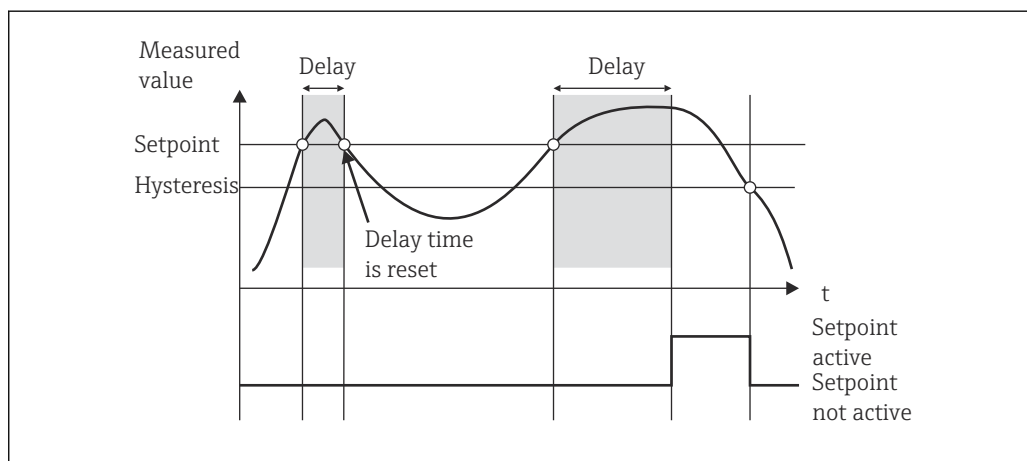 Measured
value
Delay
Delay
Setpoint
Hysteresis
Delay time
is reset
t
Setpoint
active
Setpoint
not active